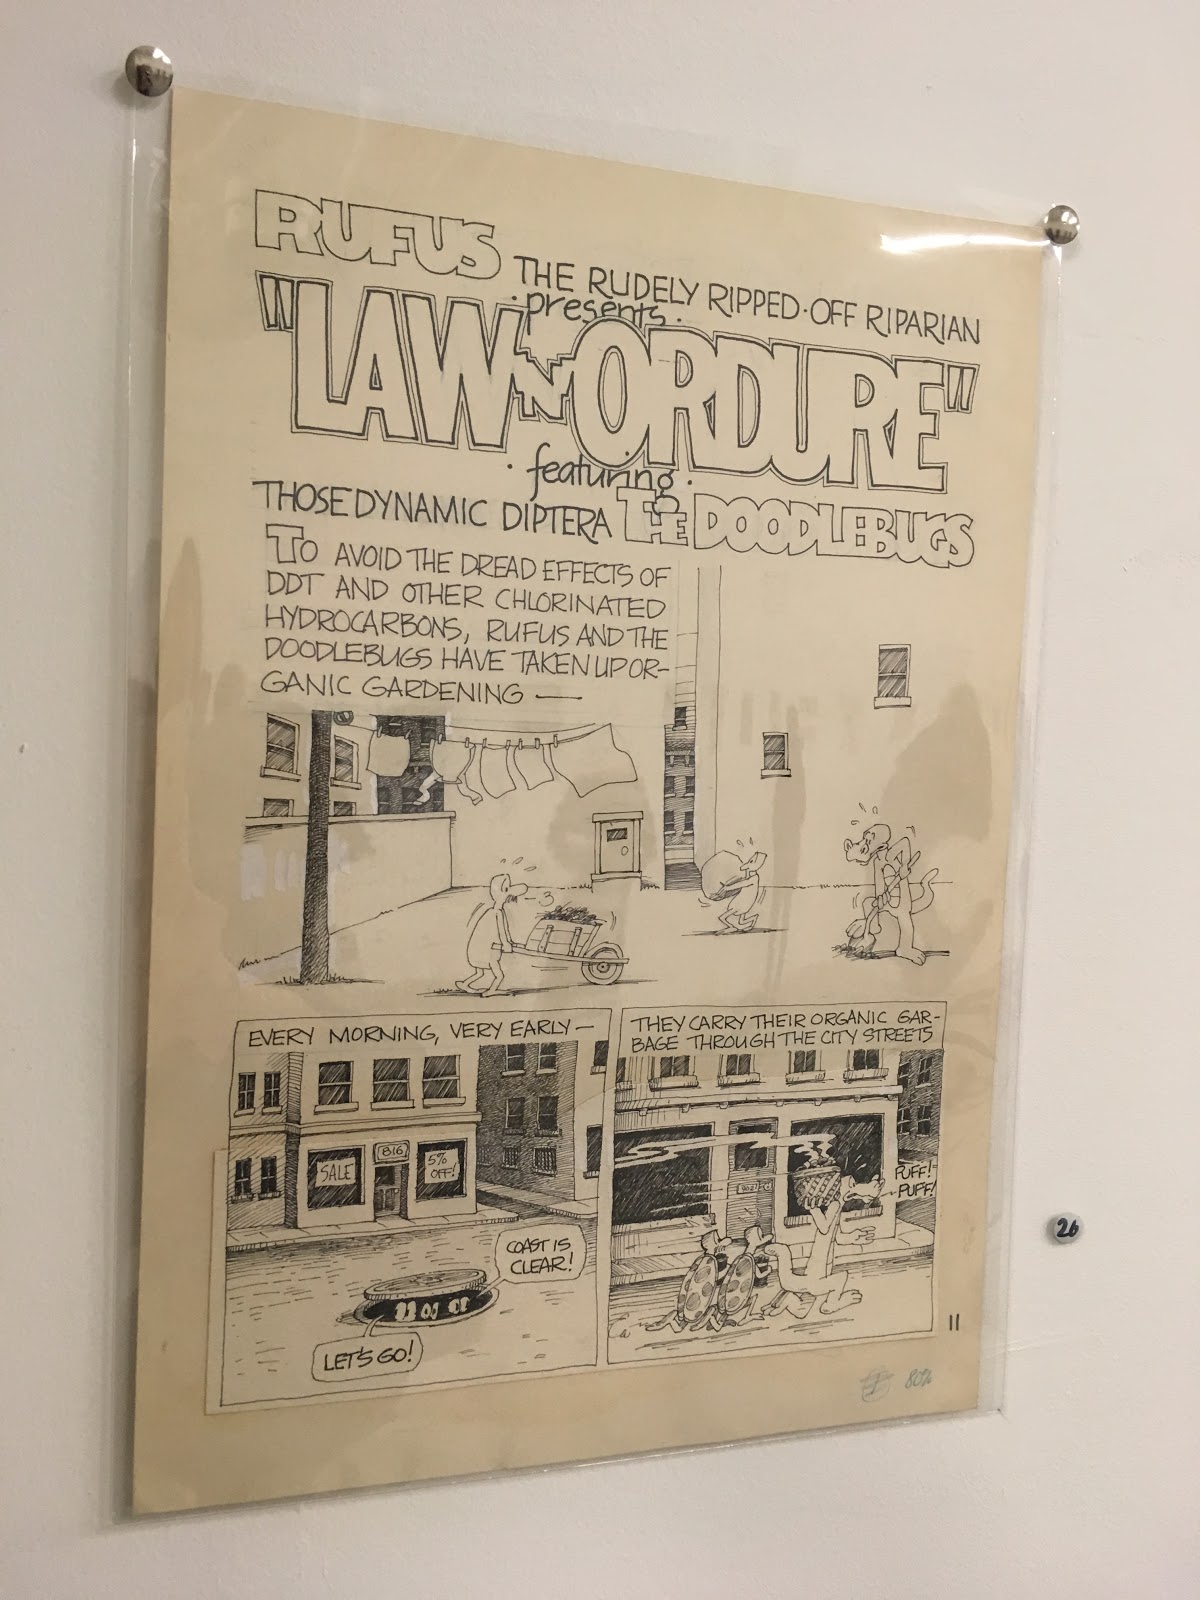 RUFUS THE RUDELY RIPPED·OFF RIPARIAN
·presents·
"LAW 'N' ORDURE"
·featuring·
THOSE DYNAMIC DIPTERA THE DOODLEBUGS
TO AVOID THE DREAD EFFECTS OF
DDT AND OTHER CHLORINATED
HYDROCARBONS, RUFUS AND THE
DOODLEBUGS HAVE TAKEN UP OR-
GANIC GARDENING —
EVERY MORNING, VERY EARLY —
SALE
816
5%
OFF!
COAST IS
CLEAR!
LET'S GO!
THEY CARRY THEIR ORGANIC GAR-
BAGE THROUGH THE CITY STREETS
PUFF!
PUFF!
11
80%
26